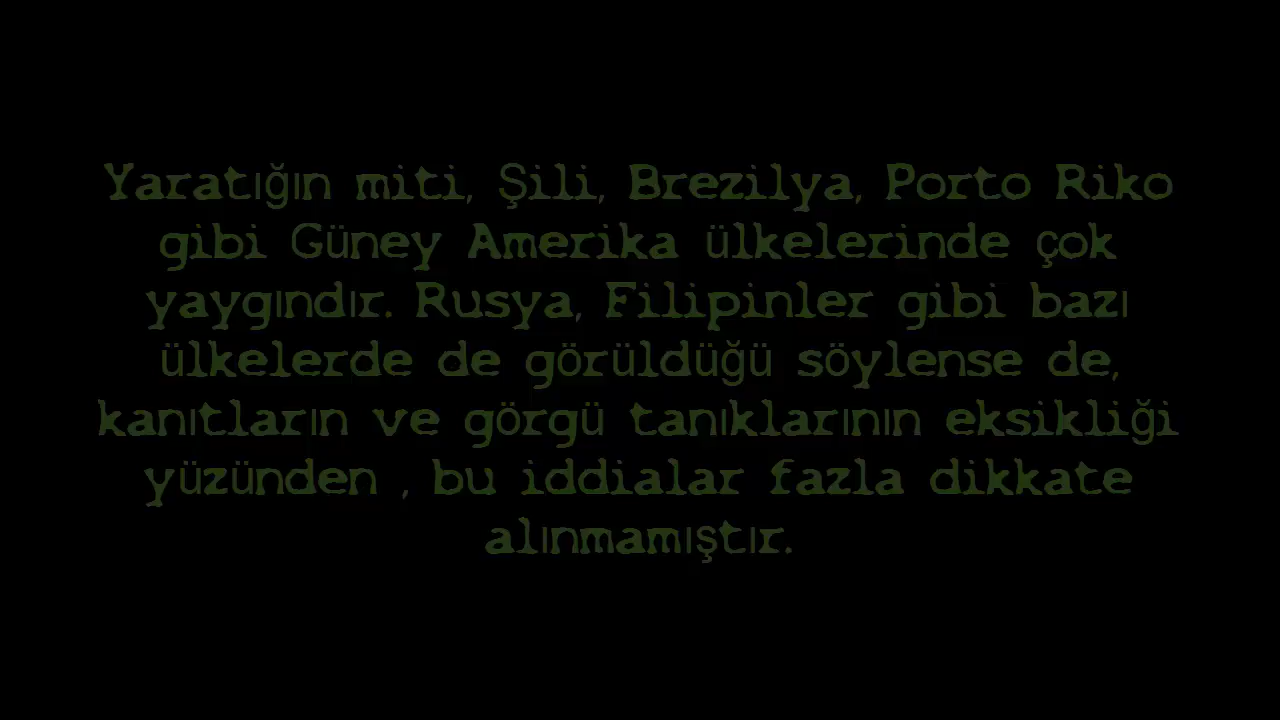 Yaratığın miti, Şili, Brezilya, Porto Riko
gibi Güney Amerika ülkelerinde çok
yaygındır. Rusya, Filipinler gibi bazı
ülkelerde de görüldüğü söylense de,
kanıtların ve görgü tanıklarının eksikliği
yüzünden , bu iddialar fazla dikkate
alınmamıştır.